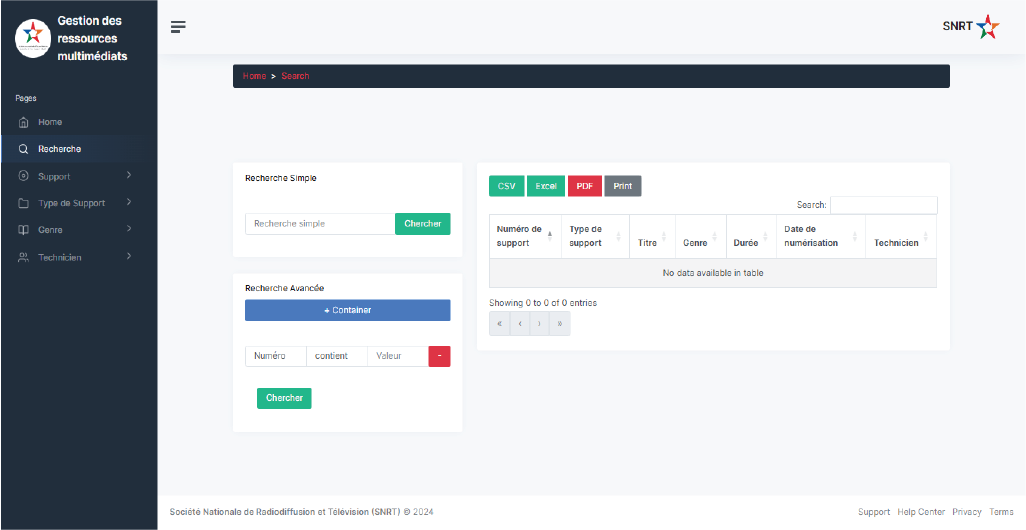 Gestion des
ressources
multimédiats
SNRT
Pages
Home
Recherche
Support
Type de Support
Genre
Technicien
Home > Search
Recherche Simple
Recherche simple
Chercher
Recherche Avancée
+ Container
Numéro contient Valeur -
Chercher
CSV Excel PDF Print
Search:
Numéro de support Type de support Titre Genre Durée Date de numérisation Technicien
No data available in table
Showing 0 to 0 of 0 entries
« ‹ › »
Société Nationale de Radiodiffusion et Télévision (SNRT) © 2024
Support Help Center Privacy Terms